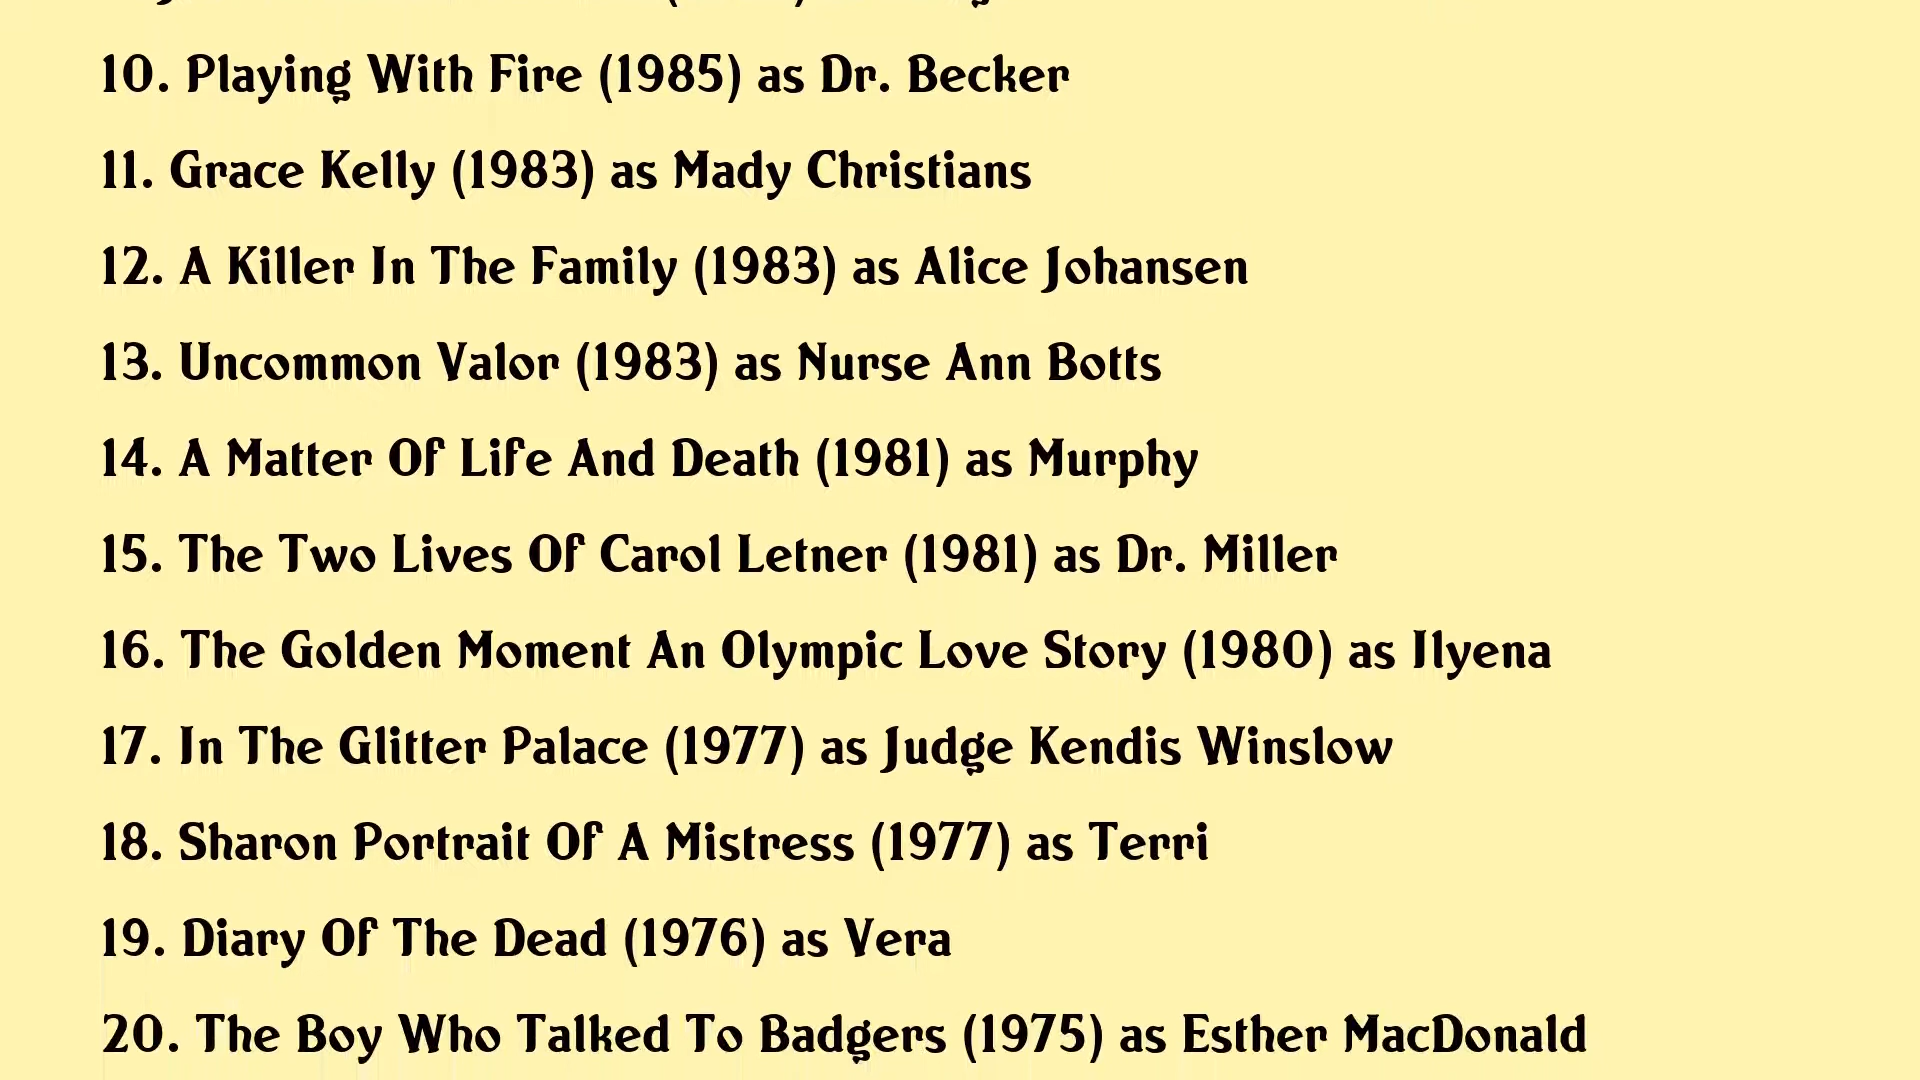 10. Playing With Fire (1985) as Dr. Becker
11. Grace Kelly (1983) as Mady Christians
12. A Killer In The Family (1983) as Alice Johansen
13. Uncommon Valor (1983) as Nurse Ann Botts
14. A Matter Of Life And Death (1981) as Murphy
15. The Two Lives Of Carol Letner (1981) as Dr. Miller
16. The Golden Moment An Olympic Love Story (1980) as Ilyena
17. In The Glitter Palace (1977) as Judge Kendis Winslow
18. Sharon Portrait Of A Mistress (1977) as Terri
19. Diary Of The Dead (1976) as Vera
20. The Boy Who Talked To Badgers (1975) as Esther MacDonald